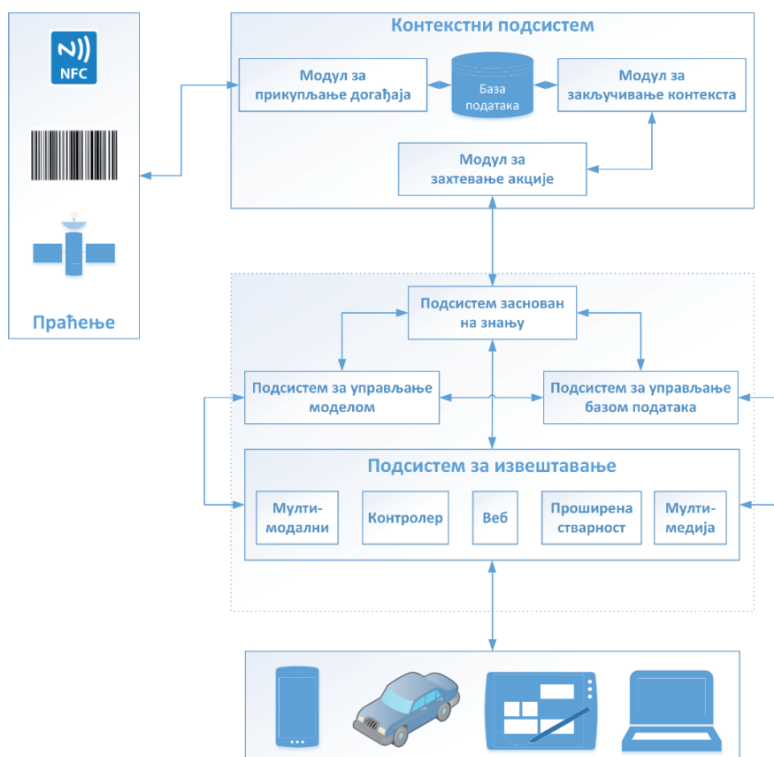 NFC
Праћење
Контекстни подсистем
Модул за
прикупљање догађаја
База
података
Модул за
закључивање контекста
Модул за
захтевање акције
Подсистем заснован
на знању
Подсистем за управљање
моделом
Подсистем за управљање
базом података
Подсистем за извештавање
Мулти-
модални
Контролер
Веб
Проширена
стварност
Мулти-
медија